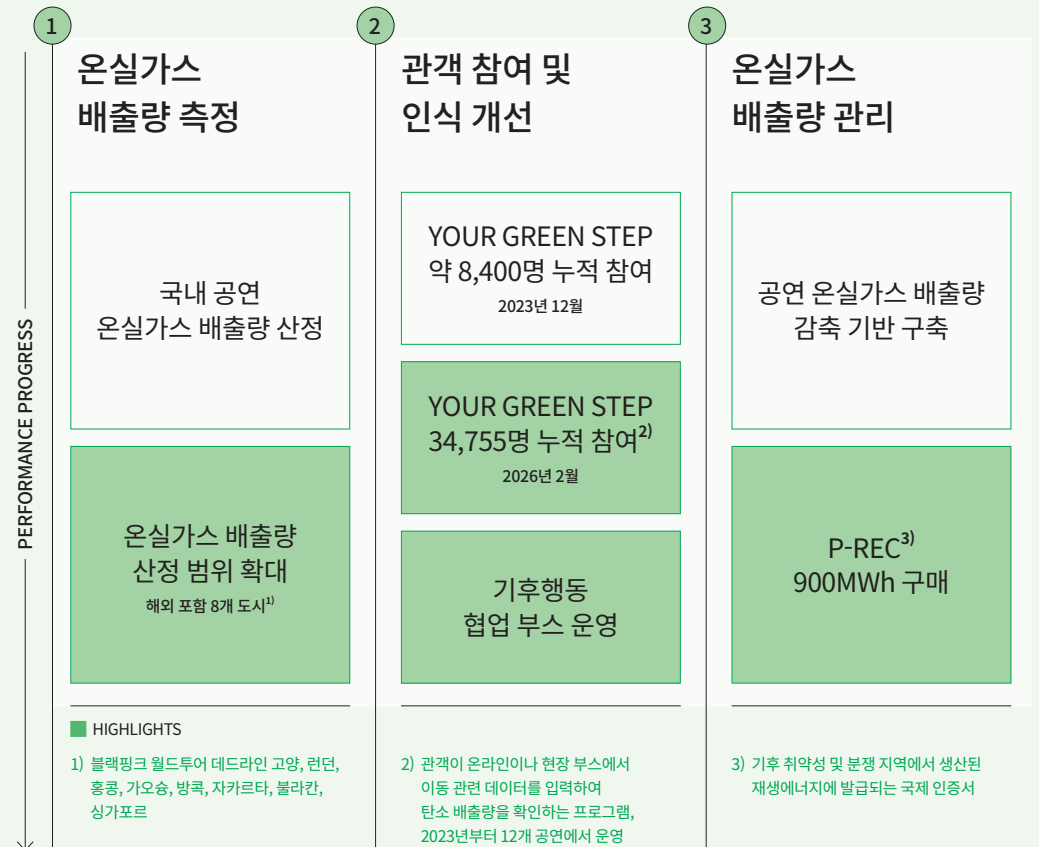 PERFORMANCE PROGRESS
1
온실가스
배출량 측정
국내 공연
온실가스 배출량 산정
온실가스 배출량
산정 범위 확대
해외 포함 8개 도시1)
HIGHLIGHTS
1) 블랙핑크 월드투어 데드라인 고양, 런던,
홍콩, 가오슝, 방콕, 자카르타, 불라칸,
싱가포르
2
관객 참여 및
인식 개선
YOUR GREEN STEP
약 8,400명 누적 참여
2023년 12월
YOUR GREEN STEP
34,755명 누적 참여2)
2026년 2월
기후행동
협업 부스 운영
2) 관객이 온라인이나 현장 부스에서
이동 관련 데이터를 입력하여
탄소 배출량을 확인하는 프로그램,
2023년부터 12개 공연에서 운영
3
온실가스
배출량 관리
공연 온실가스 배출량
감축 기반 구축
P-REC3)
900MWh 구매
3) 기후 취약성 및 분쟁 지역에서 생산된
재생에너지에 발급되는 국제 인증서